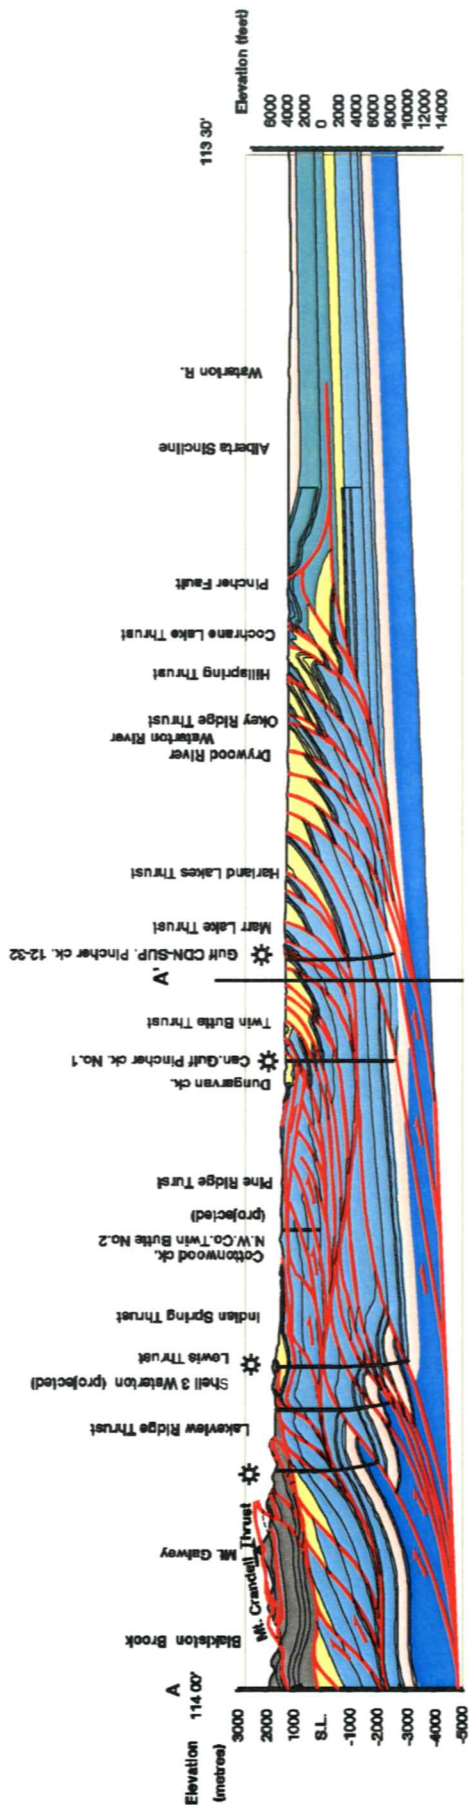 A
114 00'
Elevation
(metres)
3000
2000
1000
S.L.
-1000
-2000
-3000
-4000
-5000
Blakiston Brook
Mt. Crandell Thrust
Mt. Galwey
Lakeview Ridge Thrust
Shell 3 Waterton (projected)
Lewis Thrust
Indian Spring Thrust
Cottonwood ck.
N.W.Co.Twin Butte No.2
(projected)
Pine Ridge Turst
Dungarvan ck.
Can.Gulf Pincher ck. No.1
Twin Butte Thrust
A'
Gulf CDN-SUP. Pincher ck. 12-32
Marr Lake Thrust
Harland Lakes Thrust
Drywood River
Waterton River
Okey Ridge Thrust
Hillspring Thrust
Cochrane Lake Thrust
Pincher Fault
Alberta Sincline
Waterton R.
113 30'
Elevation (feet)
6000
4000
2000
0
2000
4000
6000
8000
10000
12000
14000